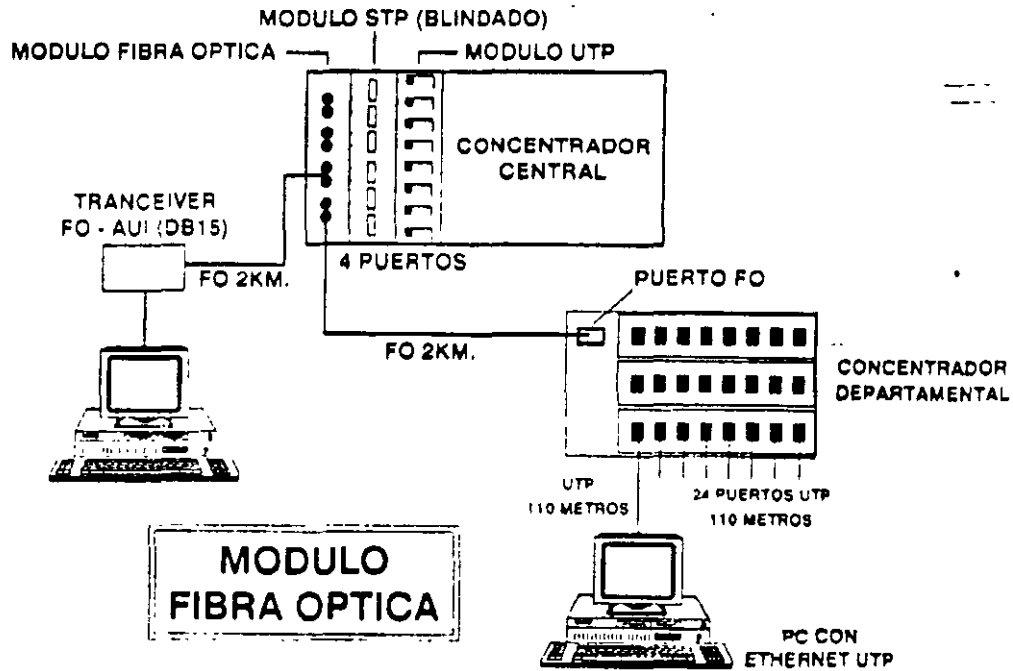 MODULO STP (BLINDADO)
MODULO FIBRA OPTICA
MODULO UTP
CONCENTRADOR
CENTRAL
TRANCEIVER
FO - AUI (DB15)
FO 2KM.
4 PUERTOS
PUERTO FO
FO 2KM.
CONCENTRADOR
DEPARTAMENTAL
UTP
110 METROS
24 PUERTOS UTP
110 METROS
MODULO
FIBRA OPTICA
PC CON
ETHERNET UTP